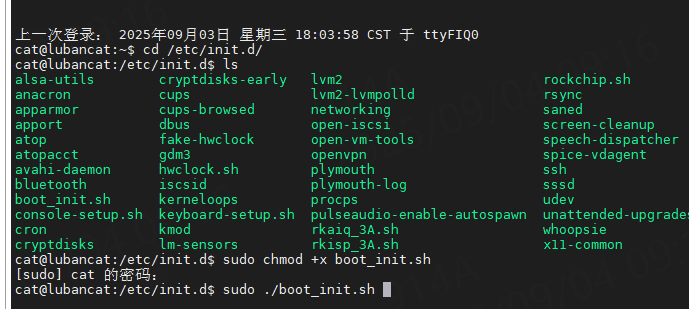 上一次登录： 2025年09月03日 星期三 18:03:58 CST 于 ttyFIQ0
cat@lubancat:~$ cd /etc/init.d/
cat@lubancat:/etc/init.d$ ls
alsa-utils cryptdisks-early lvm2 rockchip.sh
anacron cups lvm2-lvmpolld rsync
apparmor cups-browsed networking saned
apport dbus open-iscsi screen-cleanup
atop fake-hwclock open-vm-tools speech-dispatcher
atopacct gdm3 openvpn spice-vdagent
avahi-daemon hwclock.sh plymouth ssh
bluetooth iscsid plymouth-log sssd
boot_init.sh kerneloops procps udev
console-setup.sh keyboard-setup.sh pulseaudio-enable-autospawn unattended-upgrades
cron kmod rkaiq_3A.sh whoopsie
cryptdisks lm-sensors rkisp_3A.sh x11-common
cat@lubancat:/etc/init.d$ sudo chmod +x boot_init.sh
[sudo] cat 的密码：
cat@lubancat:/etc/init.d$ sudo ./boot_init.sh